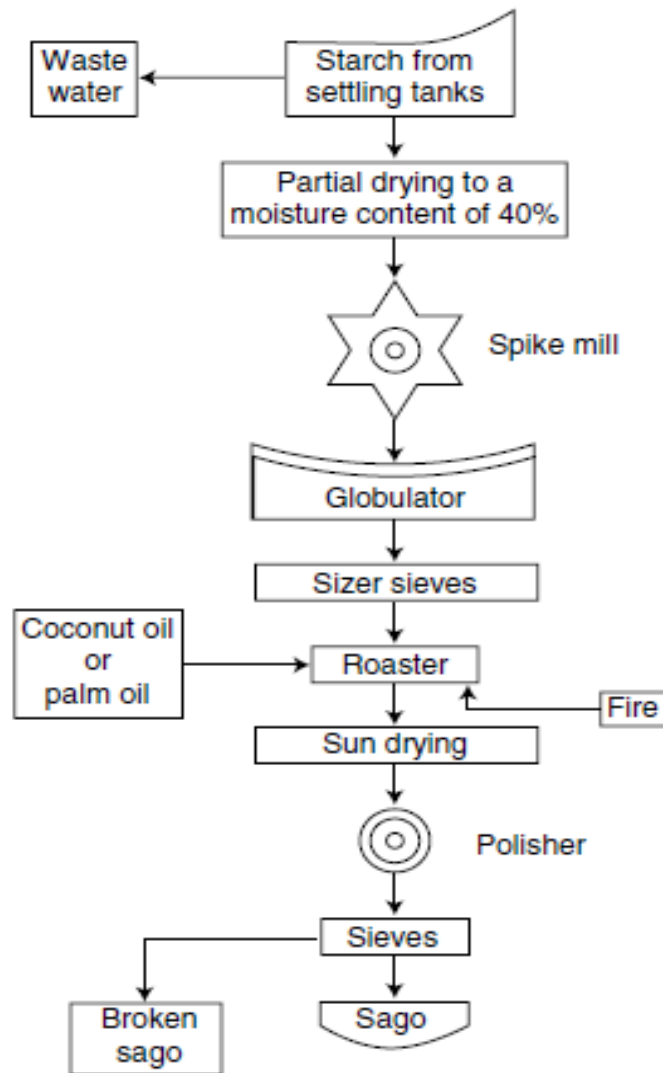 Waste
water
Starch from
settling tanks
Partial drying to a
moisture content of 40%
Spike mill
Globulator
Sizer sieves
Coconut oil
or
palm oil
Roaster
Fire
Sun drying
Polisher
Sieves
Broken
sago
Sago